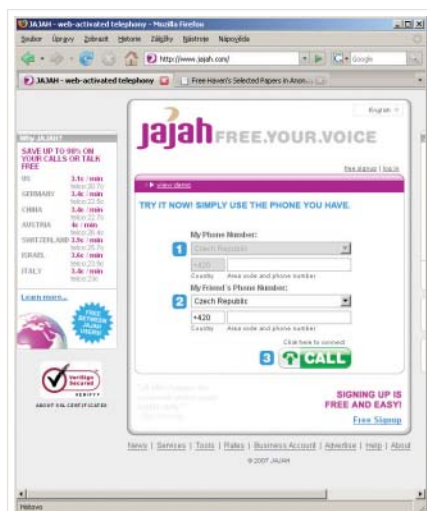 JAJAH - web-activated telephony - Mozilla Firefox
Soubor Úpravy Zobrazit Historie Záložky Nástroje Nápověda
http://www.jajah.com/
Google
JAJAH - web-activated telephony
Free Haven's Selected Papers in Anon...
English
jajah FREE.YOUR.VOICE
free signup | log in
Why JAJAH?
SAVE UP TO 98% ON
YOUR CALLS OR TALK
FREE
US
GERMANY
CHINA
AUSTRIA
SWITZERLAND
ISRAEL
ITALY
Learn more...
FREE
BETWEEN
JAJAH
USERS!
VeriSign
Secured
VERIFY
ABOUT SSL CERTIFICATES
view demo
TRY IT NOW! SIMPLY USE THE PHONE YOU HAVE.
My Phone Number:
1 Czech Republic
+420
Country Area code and phone number
My Friend's Phone Number:
2 Czech Republic
+420
Country Area code and phone number
Click here to connect
3 CALL
SIGNING UP IS
FREE AND EASY!
Free Signup
News | Services | Tools | Rates | Business Account | Advertise | Help | About
© 2007 JAJAH
Hotovo